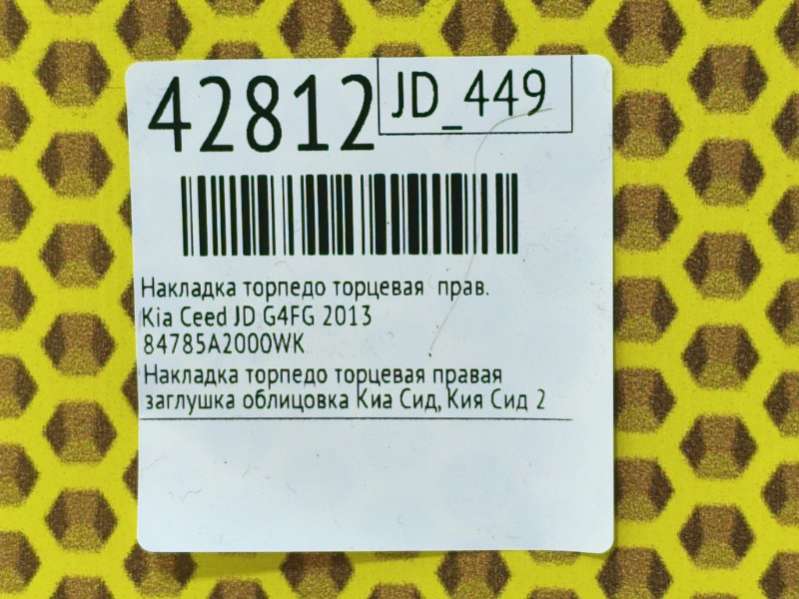 42812
JD_449
Накладка торпедо торцевая прав.
Kia Ceed JD G4FG 2013
84785A2000WK
Накладка торпедо торцевая правая
заглушка облицовка Киа Сид, Кия Сид 2